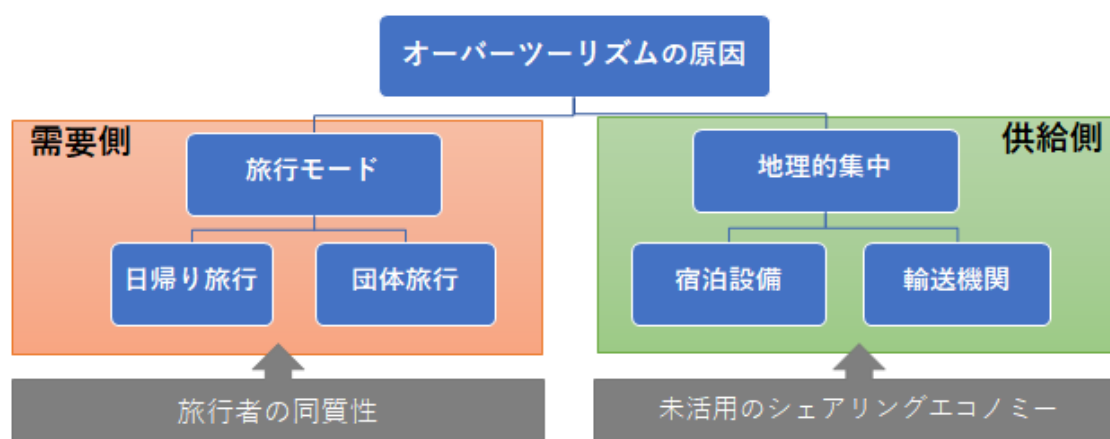 オーバーツーリズムの原因
需要側
供給側
旅行モード
地理的集中
日帰り旅行
団体旅行
宿泊設備
輸送機関
旅行者の同質性
未活用のシェアリングエコノミー